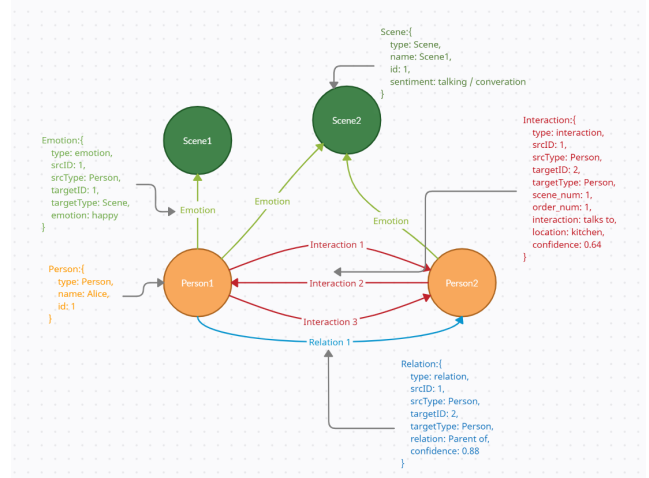 Scene:{
type: Scene,
name: Scene1,
id: 1,
sentiment: talking / converation
}
Scene1
Scene2
Emotion:{
type: emotion,
srcID: 1,
srcType: Person,
targetID: 1,
targetType: Scene,
emotion: happy
}
Interaction:{
type: interaction,
srcID: 1,
srcType: Person,
targetID: 2,
targetType: Person,
scene_num: 1,
order_num: 1,
interaction: talks to,
location: kitchen,
confidence: 0.64
}
Emotion
Emotion
Emotion
Person:{
type: Person,
name: Alice,
id: 1
}
Person1
Person2
Interaction 1
Interaction 2
Interaction 3
Relation 1
Relation:{
type: relation,
srcID: 1,
srcType: Person,
targetID: 2,
targetType: Person,
relation: Parent of,
confidence: 0.88
}